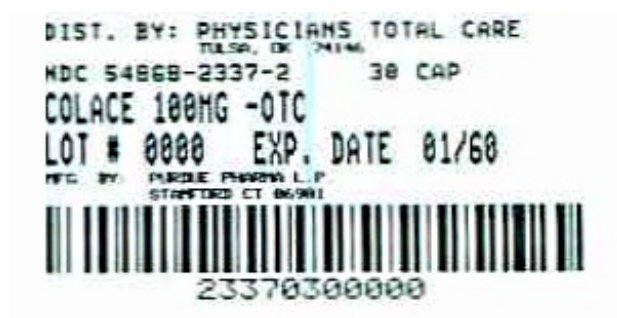 DIST. BY: PHYSICIANS TOTAL CARE
TULSA, OK 74146
NDC 54868-2337-2 30 CAP
COLACE 100MG -OTC
LOT # 0000 EXP. DATE 01/60
MFG BY: PURDUE PHARMA L.P
STAMFORD CT 06901
23370300000